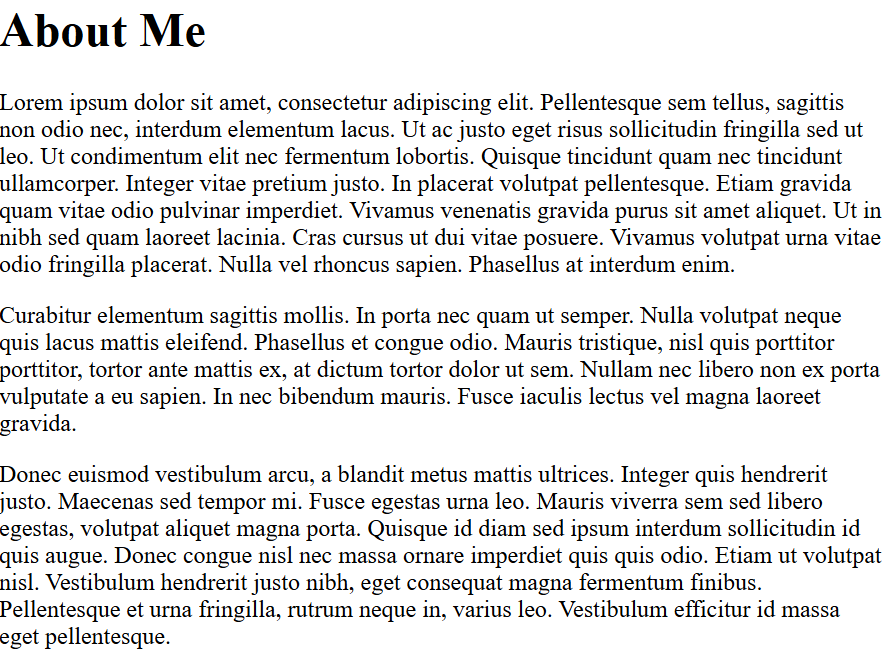 About Me
Lorem ipsum dolor sit amet, consectetur adipiscing elit. Pellentesque sem tellus, sagittis
non odio nec, interdum elementum lacus. Ut ac justo eget risus sollicitudin fringilla sed ut
leo. Ut condimentum elit nec fermentum lobortis. Quisque tincidunt quam nec tincidunt
ullamcorper. Integer vitae pretium justo. In placerat volutpat pellentesque. Etiam gravida
quam vitae odio pulvinar imperdiet. Vivamus venenatis gravida purus sit amet aliquet. Ut in
nibh sed quam laoreet lacinia. Cras cursus ut dui vitae posuere. Vivamus volutpat urna vitae
odio fringilla placerat. Nulla vel rhoncus sapien. Phasellus at interdum enim.
Curabitur elementum sagittis mollis. In porta nec quam ut semper. Nulla volutpat neque
quis lacus mattis eleifend. Phasellus et congue odio. Mauris tristique, nisl quis porttitor
porttitor, tortor ante mattis ex, at dictum tortor dolor ut sem. Nullam nec libero non ex porta
vulputate a eu sapien. In nec bibendum mauris. Fusce iaculis lectus vel magna laoreet
gravida.
Donec euismod vestibulum arcu, a blandit metus mattis ultrices. Integer quis hendrerit
justo. Maecenas sed tempor mi. Fusce egestas urna leo. Mauris viverra sem sed libero
egestas, volutpat aliquet magna porta. Quisque id diam sed ipsum interdum sollicitudin id
quis augue. Donec congue nisl nec massa ornare imperdiet quis quis odio. Etiam ut volutpat
nisl. Vestibulum hendrerit justo nibh, eget consequat magna fermentum finibus.
Pellentesque et urna fringilla, rutrum neque in, varius leo. Vestibulum efficitur id massa
eget pellentesque.